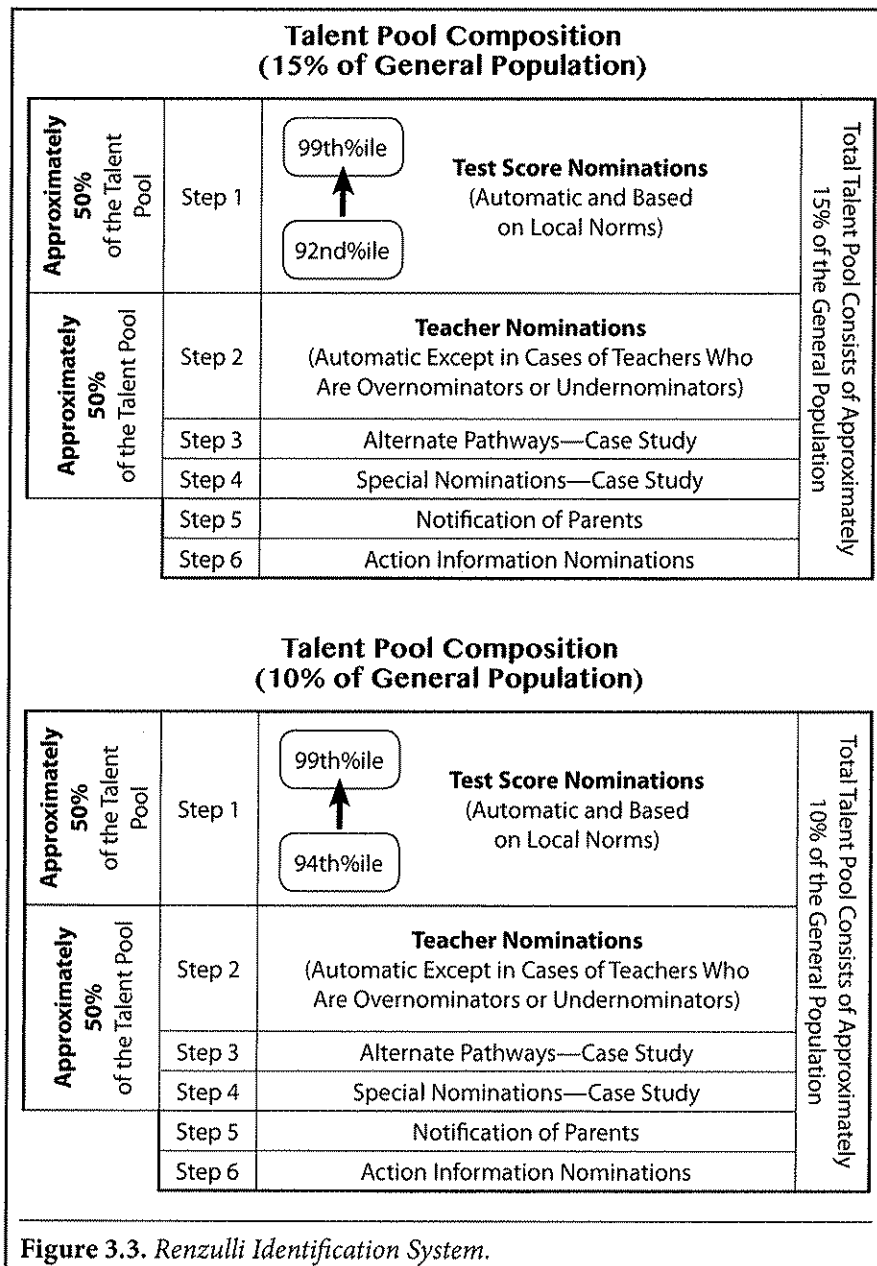 Talent Pool Composition
(15% of General Population)
Approximately
50%
of the Talent
Pool
Step 1
99th%ile
92nd%ile
Test Score Nominations
(Automatic and Based
on Local Norms)
Approximately
50%
of the Talent Pool
Step 2
Teacher Nominations
(Automatic Except in Cases of Teachers Who
Are Overnominators or Undernominators)
Step 3
Alternate Pathways—Case Study
Step 4
Special Nominations—Case Study
Step 5
Notification of Parents
Step 6
Action Information Nominations
Total Talent Pool Consists of Approximately
15% of the General Population
Talent Pool Composition
(10% of General Population)
Approximately
50%
of the Talent
Pool
Step 1
99th%ile
94th%ile
Test Score Nominations
(Automatic and Based
on Local Norms)
Approximately
50%
of the Talent Pool
Step 2
Teacher Nominations
(Automatic Except in Cases of Teachers Who
Are Overnominators or Undernominators)
Step 3
Alternate Pathways—Case Study
Step 4
Special Nominations—Case Study
Step 5
Notification of Parents
Step 6
Action Information Nominations
Total Talent Pool Consists of Approximately
10% of the General Population
Figure 3.3. Renzulli Identification System.